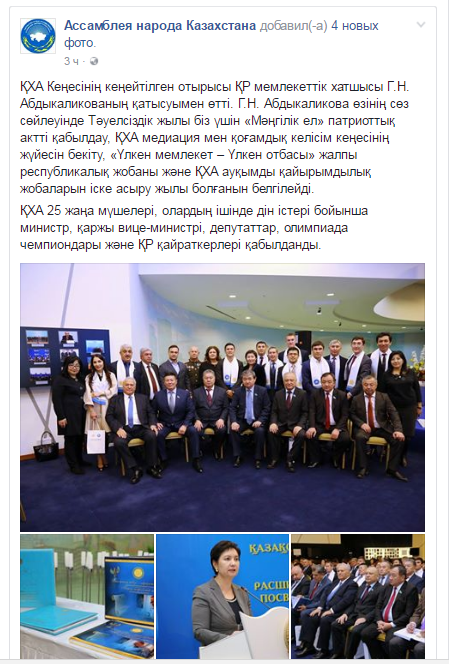 Ассамблея народа Казахстана добавил(-а) 4 новых
фото.
3 ч ·
ҚХА Кеңесінің кеңейтілген отырысы ҚР мемлекеттік хатшысы Г.Н.
Абдыкаликованың қатысуымен өтті. Г.Н. Абдыкаликова өзінің сөз
сөйлеуінде Тәуелсіздік жылы біз үшін «Мәңгілік ел» патриоттық
актті қабылдау, ҚХА медиация мен қоғамдық келісім кеңесінің
жүйесін бекіту, «Үлкен мемлекет – Үлкен отбасы» жалпы
республикалық жобаны және ҚХА ауқымды қайырымдылық
жобаларын іске асыру жылы болғанын белгілейді.
ҚХА 25 жаңа мүшелері, олардың ішінде дін істері бойынша
министр, қаржы вице-министрі, депутаттар, олимпиада
чемпиондары және ҚР қайраткерлері қабылданды.
ҚАЗАҚ
РАСШИ
ПОСВ